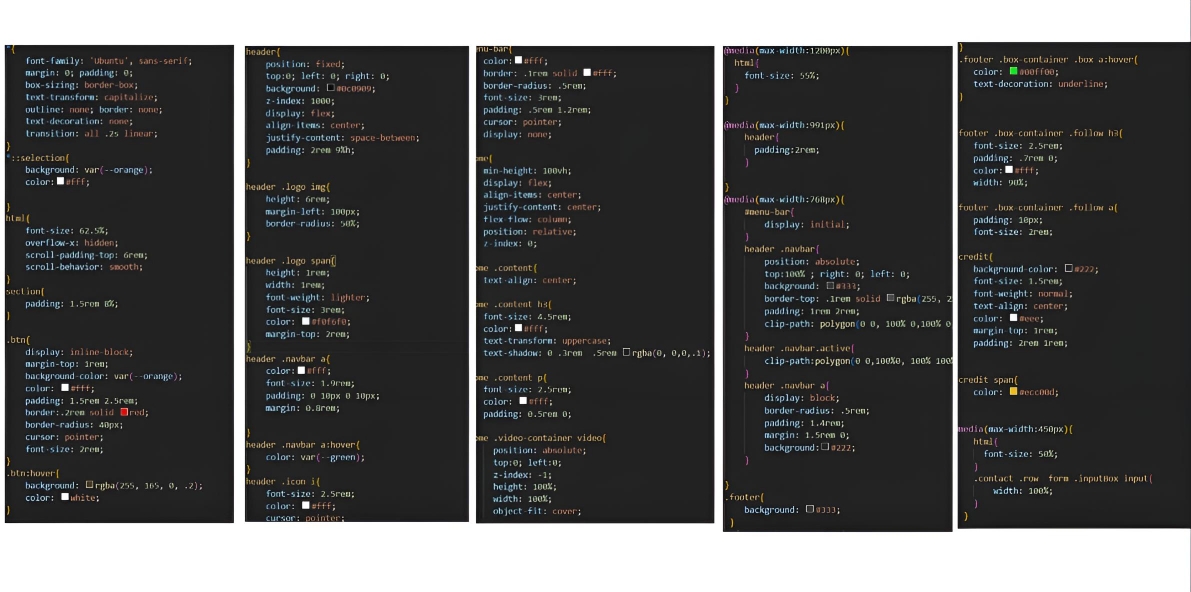 *{
font-family: 'Ubuntu', sans-serif;
margin: 0; padding: 0;
box-sizing: border-box;
text-transform: capitalize;
outline: none; border: none;
text-decoration: none;
transition: all .2s linear;
}
*::selection{
background: var(--orange);
color: #fff;
}
html{
font-size: 62.5%;
overflow-x: hidden;
scroll-padding-top: 6rem;
scroll-behavior: smooth;
}
section{
padding: 1.5rem 8%;
}
.btn{
display: inline-block;
margin-top: 1rem;
background-color: var(--orange);
color: #fff;
padding: 1.5rem 2.5rem;
border:.2rem solid red;
border-radius: 40px;
cursor: pointer;
font-size: 2rem;
}
.btn:hover{
background: rgba(255, 165, 0, .2);
color: white;
}
header{
position: fixed;
top:0; left: 0; right: 0;
background: #0c0909;
z-index: 1000;
display: flex;
align-items: center;
justify-content: space-between;
padding: 2rem 9%h;
}
header .logo img{
height: 6rem;
margin-left: 100px;
border-radius: 50%;
}
header .logo span{
height: 1rem;
width: 1rem;
font-weight: lighter;
font-size: 3rem;
color: #f0f6f0;
margin-top: 2rem;
}
header .navbar a{
color: #fff;
font-size: 1.9rem;
padding: 0 10px 0 10px;
margin: 0.8rem;
}
header .navbar a:hover{
color: var(--green);
}
header .icon i{
font-size: 2.5rem;
color: #fff;
cursor: pointer;
nu-bar{
color: #fff;
border: .1rem solid #fff;
border-radius: .5rem;
font-size: 3rem;
padding: .5rem 1.2rem;
cursor: pointer;
display: none;
ome{
min-height: 100vh;
display: flex;
align-items: center;
justify-content: center;
flex-flow: column;
position: relative;
z-index: 0;
ome .content{
text-align: center;
ome .content h3{
font-size: 4.5rem;
color: #fff;
text-transform: uppercase;
text-shadow: 0 .3rem .5rem rgba(0, 0,0,.1);
ome .content p{
font-size: 2.5rem;
color: #fff;
padding: 0.5rem 0;
ome .video-container video{
position: absolute;
top:0; left:0;
z-index: -1;
height: 100%;
width: 100%;
object-fit: cover;
@media(max-width:1200px){
html{
font-size: 55%;
}
}
@media(max-width:991px){
header{
padding:2rem;
}
}
@media(max-width:768px){
#menu-bar{
display: initial;
}
header .navbar{
position: absolute;
top:100% ; right: 0; left: 0;
background: #333;
border-top: .1rem solid rgba(255, 2
padding: 1rem 2rem;
clip-path: polygon(0 0, 100% 0,100% 0
}
header .navbar.active{
clip-path:polygon(0 0,100%0, 100% 100
}
header .navbar a{
display: block;
border-radius: .5rem;
padding: 1.4rem;
margin: 1.5rem 0;
background: #222;
}
}
.footer{
background: #333;
}
}
.footer .box-container .box a:hover{
color: #00ff00;
text-decoration: underline;
}
footer .box-container .follow h3{
font-size: 2.5rem;
padding: .7rem 0;
color: #fff;
width: 90%;
footer .box-container .follow a{
padding: 10px;
font-size: 2rem;
credit{
background-color: #222;
font-size: 1.5rem;
font-weight: normal;
text-align: center;
color: #eee;
margin-top: 1rem;
padding: 2rem 1rem;
credit span{
color: #ecc00d;
media(max-width:450px){
html{
font-size: 50%;
}
.contact .row form .inputBox input{
width: 100%;
}
}